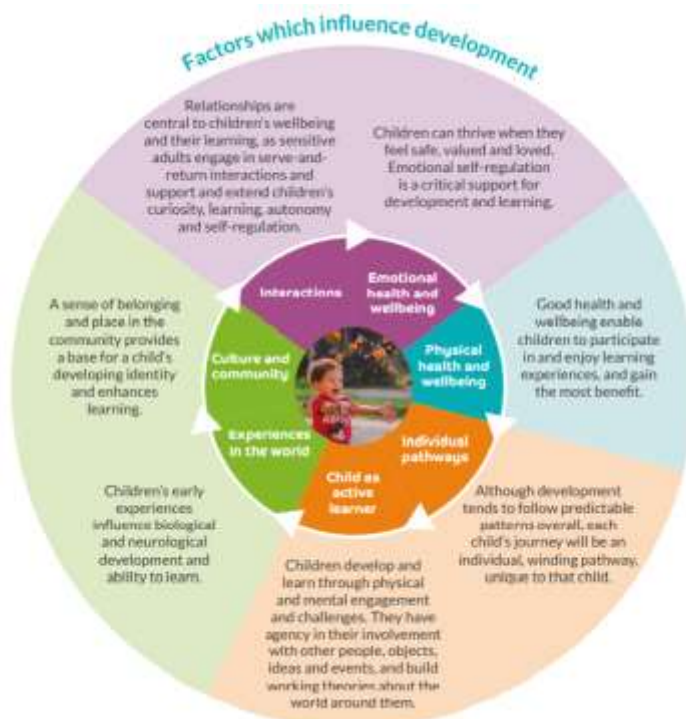 Factors which influence development
Relationships are
central to children's wellbeing
and their learning, as sensitive
adults engage in serve-and-
return interactions and
support and extend children's
curiosity, learning, autonomy
and self-regulation.
Children can thrive when they
feel safe, valued and loved.
Emotional self-regulation
is a critical support for
development and learning.
Good health and
wellbeing enable
children to participate
in and enjoy learning
experiences, and gain
the most benefit.
Although development
tends to follow predictable
patterns overall, each
child's journey will be an
individual, winding pathway,
unique to that child.
Children develop and
learn through physical
and mental engagement
and challenges. They have
agency in their involvement
with other people, objects,
ideas and events, and build
working theories about the
world around them.
Children's early
experiences
influence biological
and neurological
development and
ability to learn.
A sense of belonging
and place in the
community provides
a base for a child's
developing identity
and enhances
learning.
Interactions
Emotional
health and
wellbeing
Physical
health and
wellbeing
Individual
pathways
Child as
active
learner
Experiences
in the world
Culture and
community